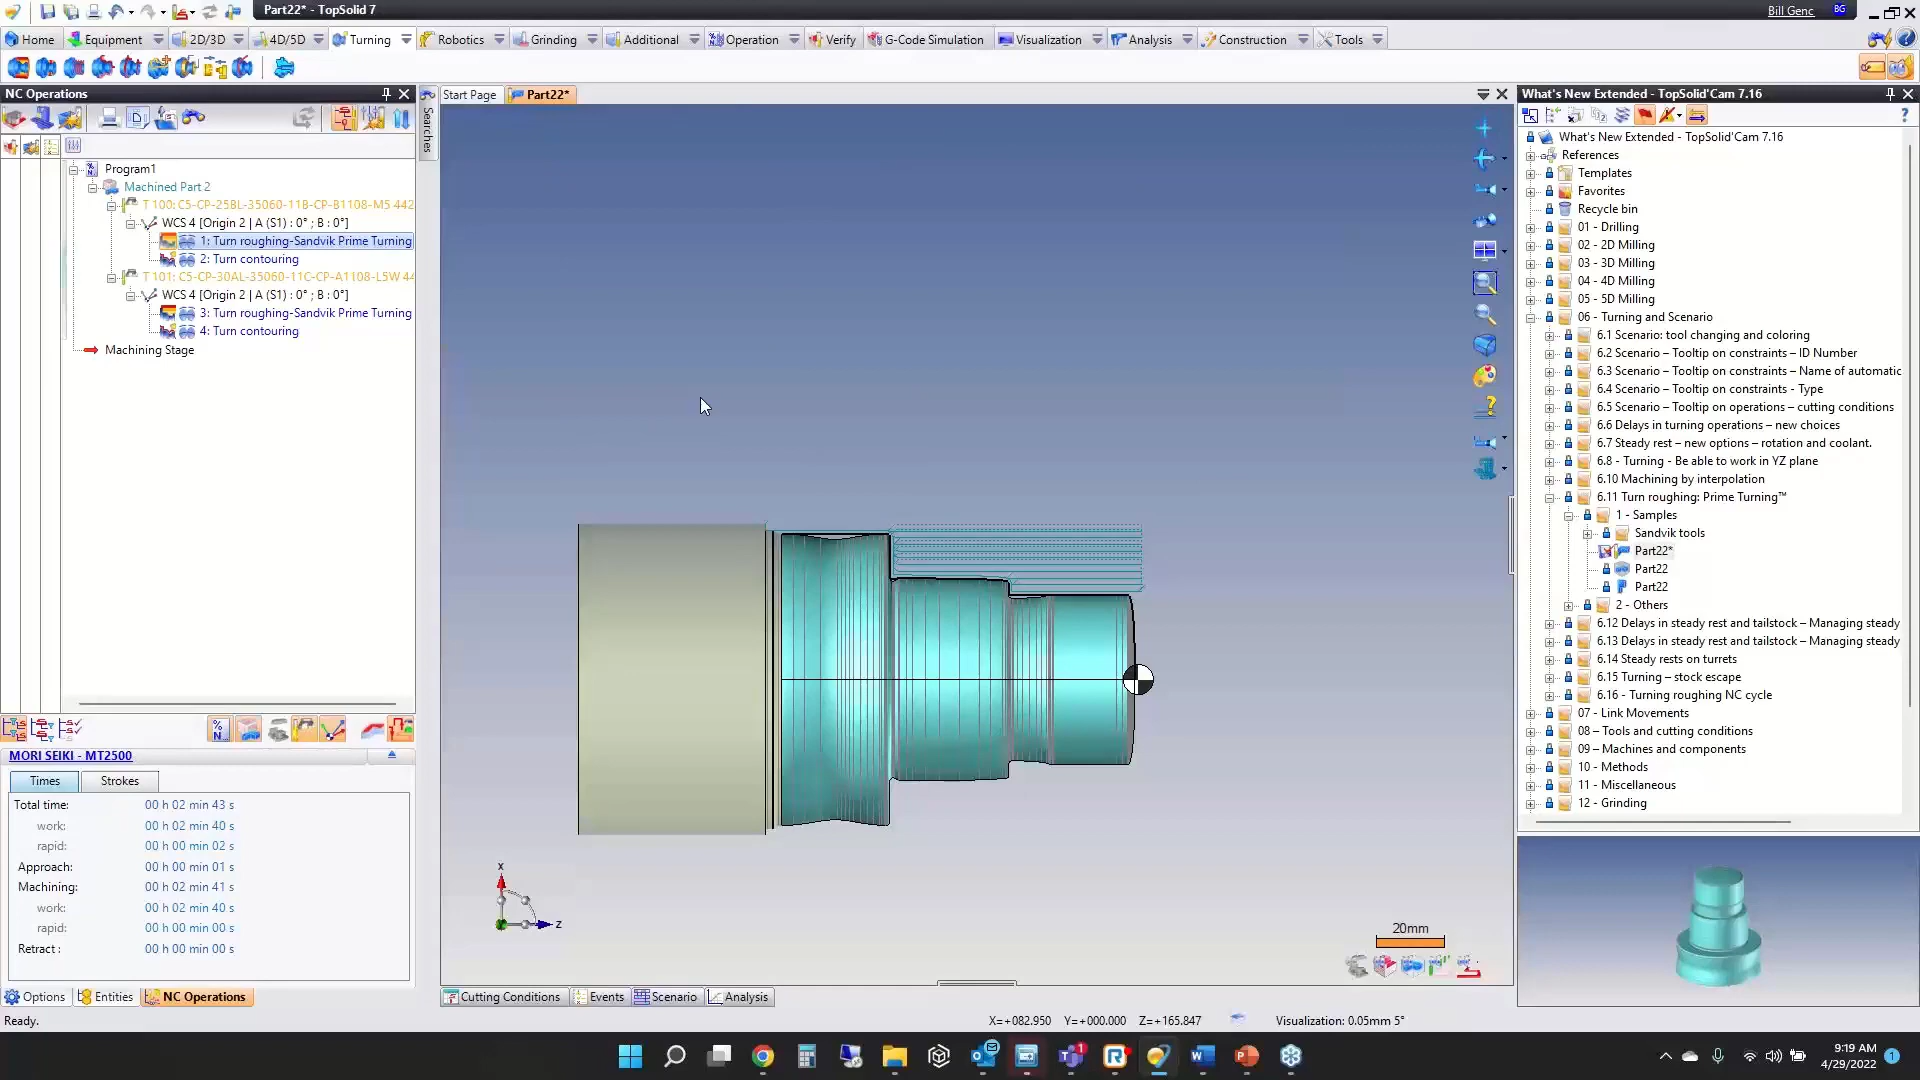 Part22* - TopSolid 7
Bill Genc
BG
Home
Equipment
2D/3D
4D/5D
Turning
Robotics
Grinding
Additional
Operation
Verify
G-Code Simulation
Visualization
Analysis
Construction
Tools
NC Operations
Program1
Machined Part 2
T 100: C5-CP-25BL-35060-11B-CP-B1108-M5 442
WCS 4 [Origin 2 | A (S1) : 0° ; B : 0°]
1: Turn roughing-Sandvik Prime Turning
2: Turn contouring
T 101: C5-CP-30AL-35060-11C-CP-A1108-L5W 44
WCS 4 [Origin 2 | A (S1) : 0° ; B : 0°]
3: Turn roughing-Sandvik Prime Turning
4: Turn contouring
Machining Stage
MORI SEIKI - MT2500
Times
Strokes
Total time: 00 h 02 min 43 s
work: 00 h 02 min 40 s
rapid: 00 h 00 min 02 s
Approach: 00 h 00 min 01 s
Machining: 00 h 02 min 41 s
work: 00 h 02 min 40 s
rapid: 00 h 00 min 00 s
Retract : 00 h 00 min 00 s
Options
Entities
NC Operations
Ready.
Searches
Start Page
Part22*
x
z
20mm
Cutting Conditions
Events
Scenario
Analysis
X=+082.950 Y=+000.000 Z=+165.847
Visualization: 0.05mm 5°
What's New Extended - TopSolid'Cam 7.16
What's New Extended - TopSolid'Cam 7.16
References
Templates
Favorites
Recycle bin
01 - Drilling
02 - 2D Milling
03 - 3D Milling
04 - 4D Milling
05 - 5D Milling
06 - Turning and Scenario
6.1 Scenario: tool changing and coloring
6.2 Scenario – Tooltip on constraints – ID Number
6.3 Scenario – Tooltip on constraints – Name of automatic
6.4 Scenario – Tooltip on constraints - Type
6.5 Scenario – Tooltip on operations – cutting conditions
6.6 Delays in turning operations – new choices
6.7 Steady rest – new options – rotation and coolant.
6.8 - Turning - Be able to work in YZ plane
6.10 Machining by interpolation
6.11 Turn roughing: Prime Turning™
1 - Samples
Sandvik tools
Part22*
Part22
Part22
2 - Others
6.12 Delays in steady rest and tailstock – Managing steady
6.13 Delays in steady rest and tailstock – Managing steady
6.14 Steady rests on turrets
6.15 Turning – stock escape
6.16 - Turning roughing NC cycle
07 - Link Movements
08 – Tools and cutting conditions
09 – Machines and components
10 - Methods
11 - Miscellaneous
12 - Grinding
9:19 AM
4/29/2022
1